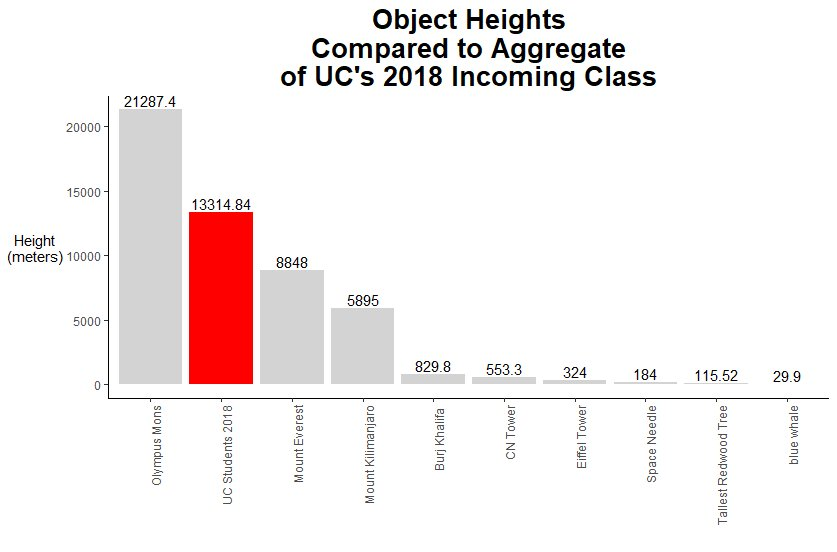 Object Heights
Compared to Aggregate
of UC's 2018 Incoming Class
21287.4
13314.84
8848
5895
829.8
553.3
324
184
115.52
29.9
Height
(meters)
20000
15000
10000
5000
0
Olympus Mons
UC Students 2018
Mount Everest
Mount Kilimanjaro
Burj Khalifa
CN Tower
Eiffel Tower
Space Needle
Tallest Redwood Tree
blue whale